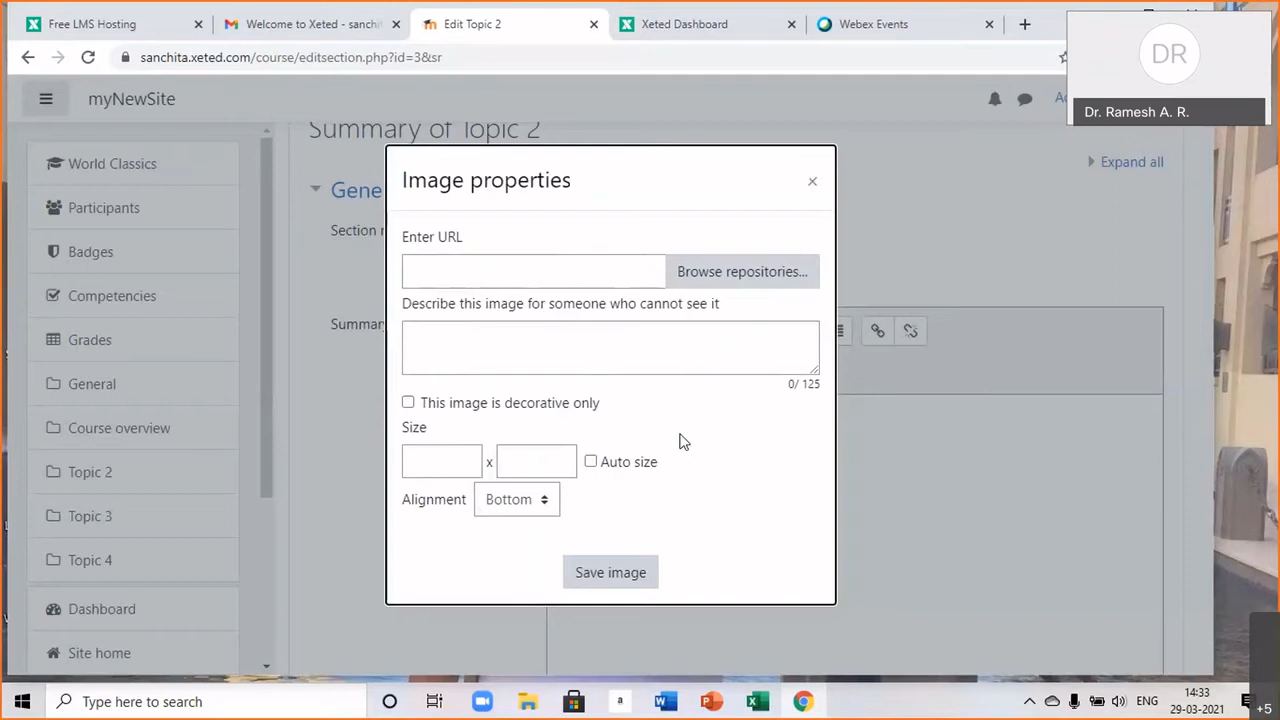 Free LMS Hosting
Welcome to Xeted - sanchit
Edit Topic 2
Xeted Dashboard
Webex Events
sanchita.xeted.com/course/editsection.php?id=3&sr
DR
Dr. Ramesh A. R.
myNewSite
Summary of Topic 2
World Classics
Participants
Badges
Competencies
Grades
General
Course overview
Topic 2
Topic 3
Topic 4
Dashboard
Site home
Expand all
Gene
Section
Summary
Image properties
Enter URL
Browse repositories...
Describe this image for someone who cannot see it
0/ 125
This image is decorative only
Size
x
Auto size
Alignment Bottom
Save image
Type here to search
ENG
14:33
29-03-2021
+5